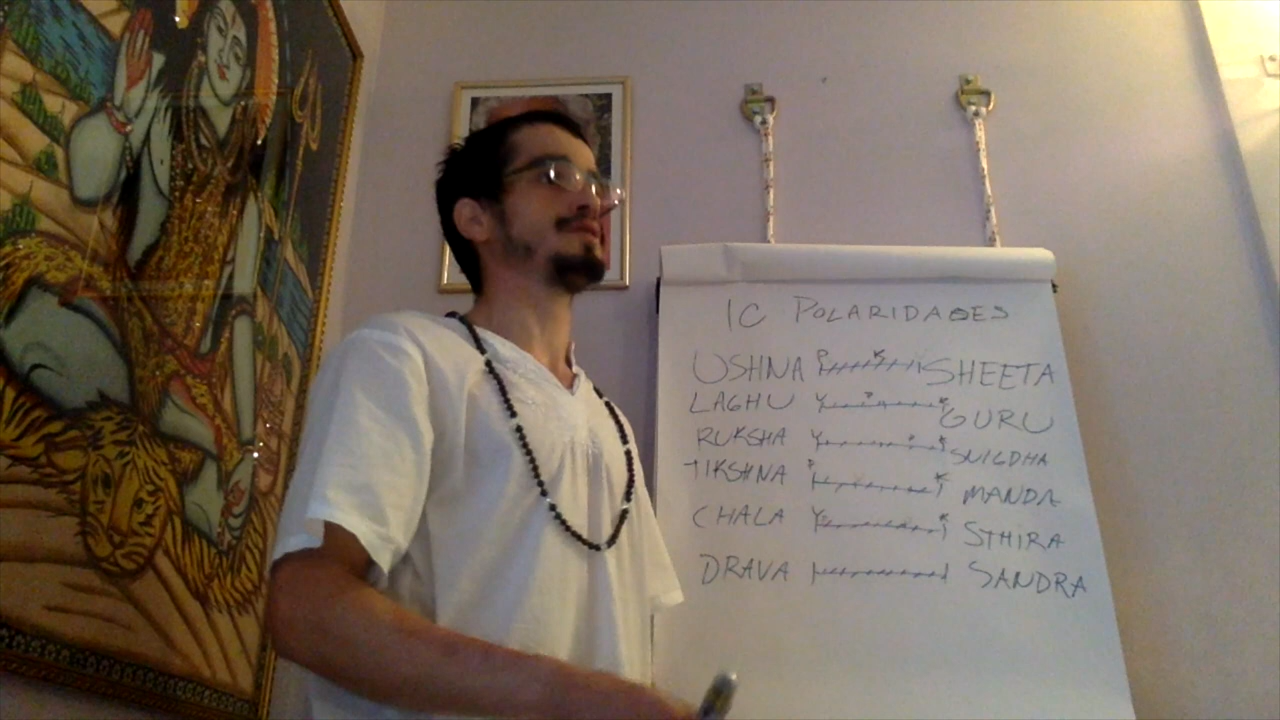 IC POLARIDADES
USHNA P K SHEETA
LAGHU V P K GURU
RUKSHA V P K SNIGDHA
TIKSHNA P K MANDA
CHALA V P K STHIRA
DRAVA SANDRA